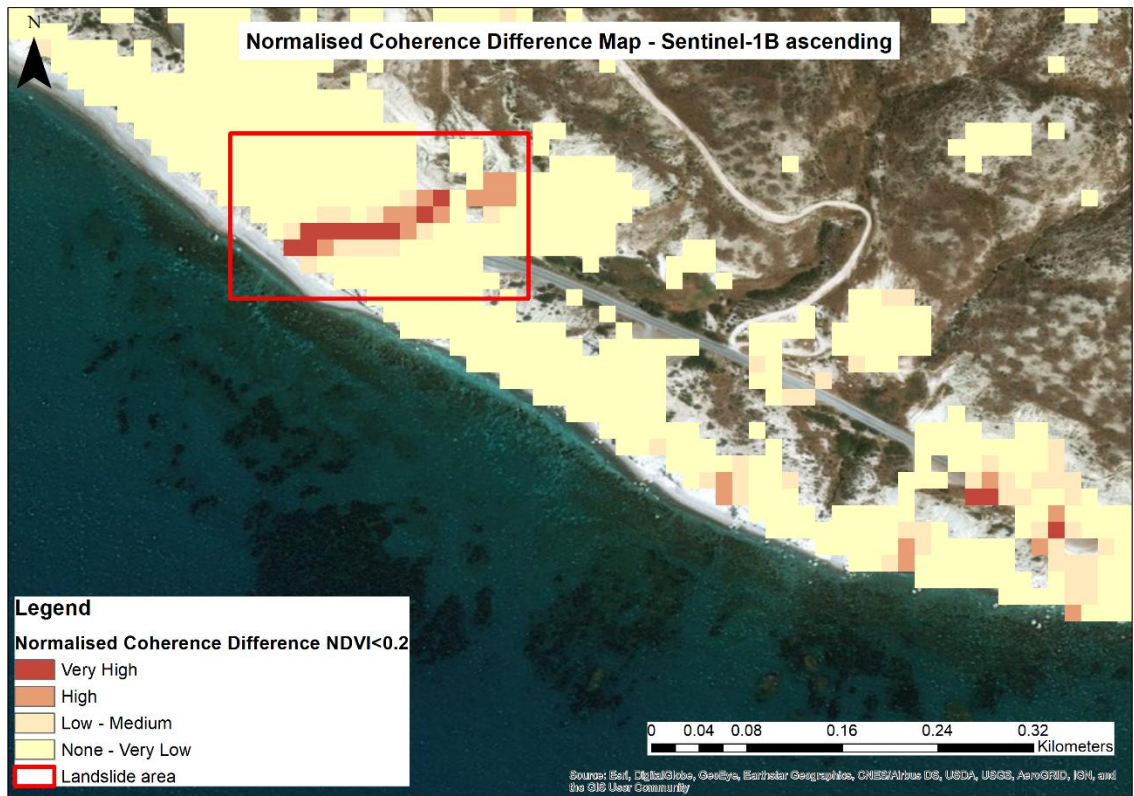 N
Normalised Coherence Difference Map - Sentinel-1B ascending
Legend
Normalised Coherence Difference NDVI<0.2
Very High
High
Low - Medium
None - Very Low
Landslide area
0 0.04 0.08 0.16 0.24 0.32
Kilometers
Source: Esri, DigitalGlobe, GeoEye, Earthstar Geographics, CNES/Airbus DS, USDA, USGS, AeroGRID, IGN, and
the GIS User Community